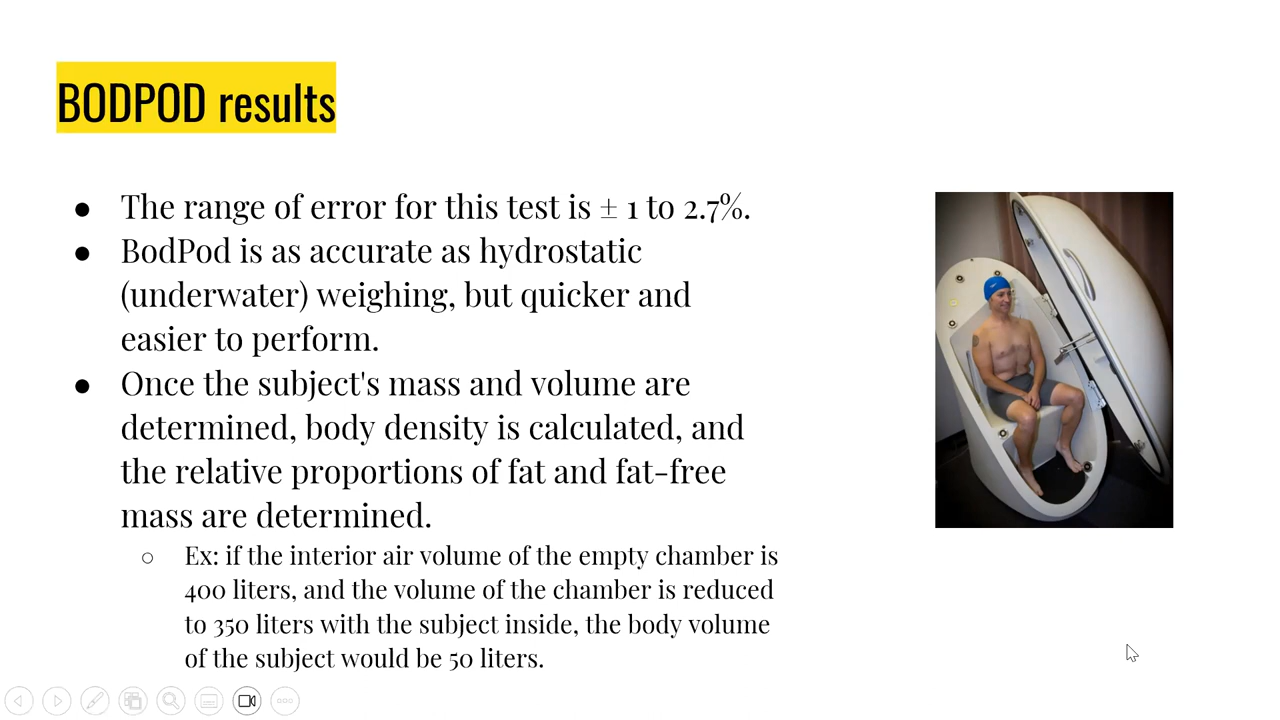 BODPOD results
● The range of error for this test is ± 1 to 2.7%.
● BodPod is as accurate as hydrostatic
(underwater) weighing, but quicker and
easier to perform.
● Once the subject's mass and volume are
determined, body density is calculated, and
the relative proportions of fat and fat-free
mass are determined.
○ Ex: if the interior air volume of the empty chamber is
400 liters, and the volume of the chamber is reduced
to 350 liters with the subject inside, the body volume
of the subject would be 50 liters.